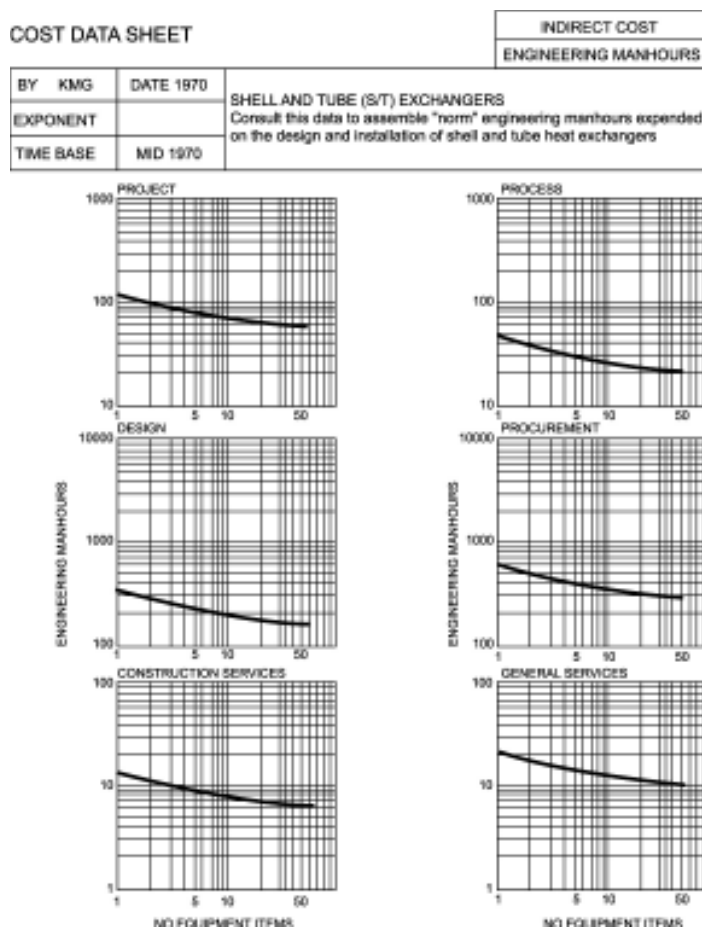 COST DATA SHEET
INDIRECT COST
ENGINEERING MANHOURS
BY KMG
DATE 1970
EXPONENT
TIME BASE
MID 1970
SHELL AND TUBE (S/T) EXCHANGERS
Consult this data to assemble "norm" engineering manhours expended
on the design and installation of shell and tube heat exchangers
PROJECT
1000
100
10
1
5
10
50
PROCESS
1000
100
10
1
5
10
50
DESIGN
10000
1000
100
ENGINEERING MANHOURS
1
5
10
50
PROCUREMENT
10000
1000
100
ENGINEERING MANHOURS
1
5
10
50
CONSTRUCTION SERVICES
100
10
1
1
5
10
50
NO EQUIPMENT ITEMS
GENERAL SERVICES
100
10
1
1
5
10
50
NO EQUIPMENT ITEMS